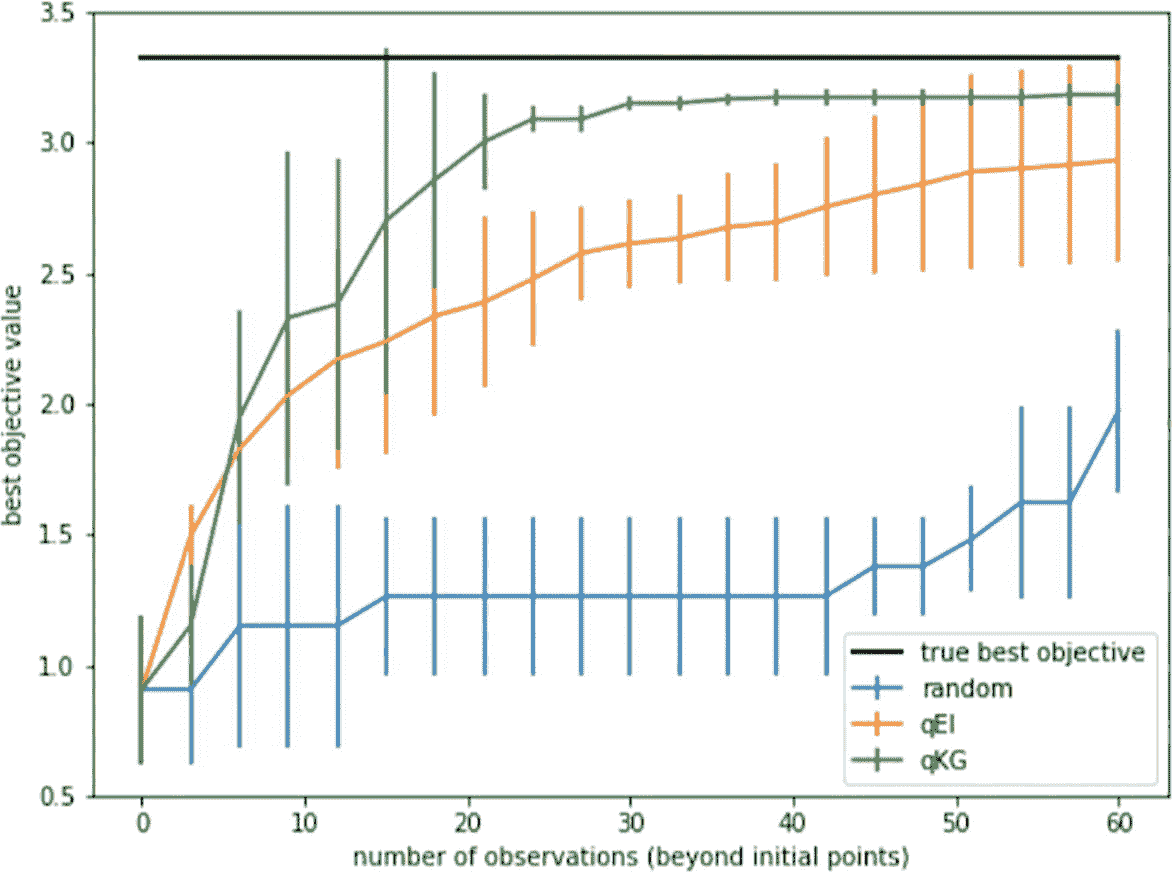 3.5
3.0
2.5
2.0
1.5
1.0
0.5
best objective value
true best objective
random
qEI
qKG
0 10 20 30 40 50 60
number of observations (beyond initial points)